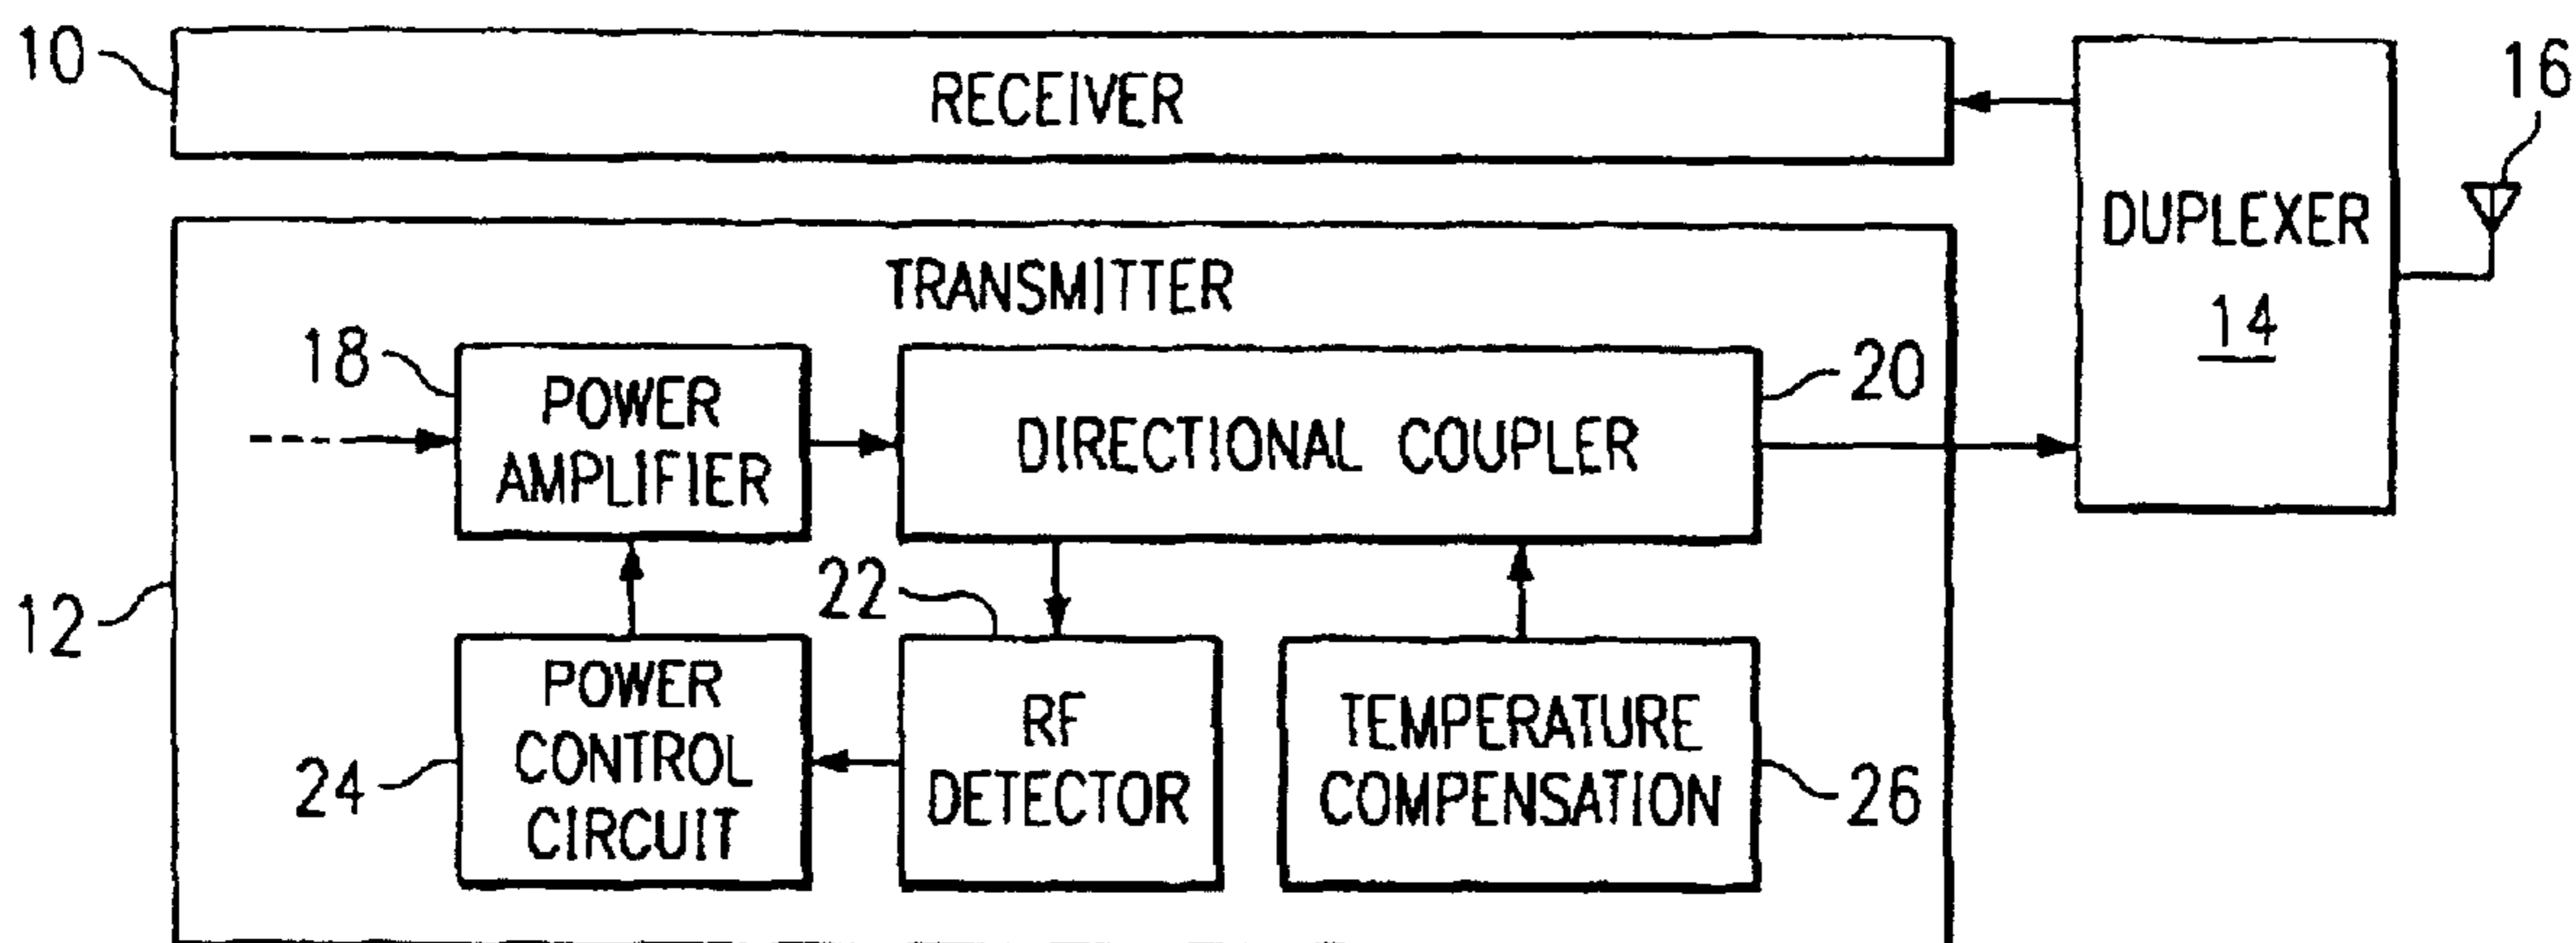 10
RECEIVER
16
DUPLEXER
14
TRANSMITTER
18
POWER
AMPLIFIER
DIRECTIONAL COUPLER
20
12
22
24
POWER
CONTROL
CIRCUIT
RF
DETECTOR
TEMPERATURE
COMPENSATION
26